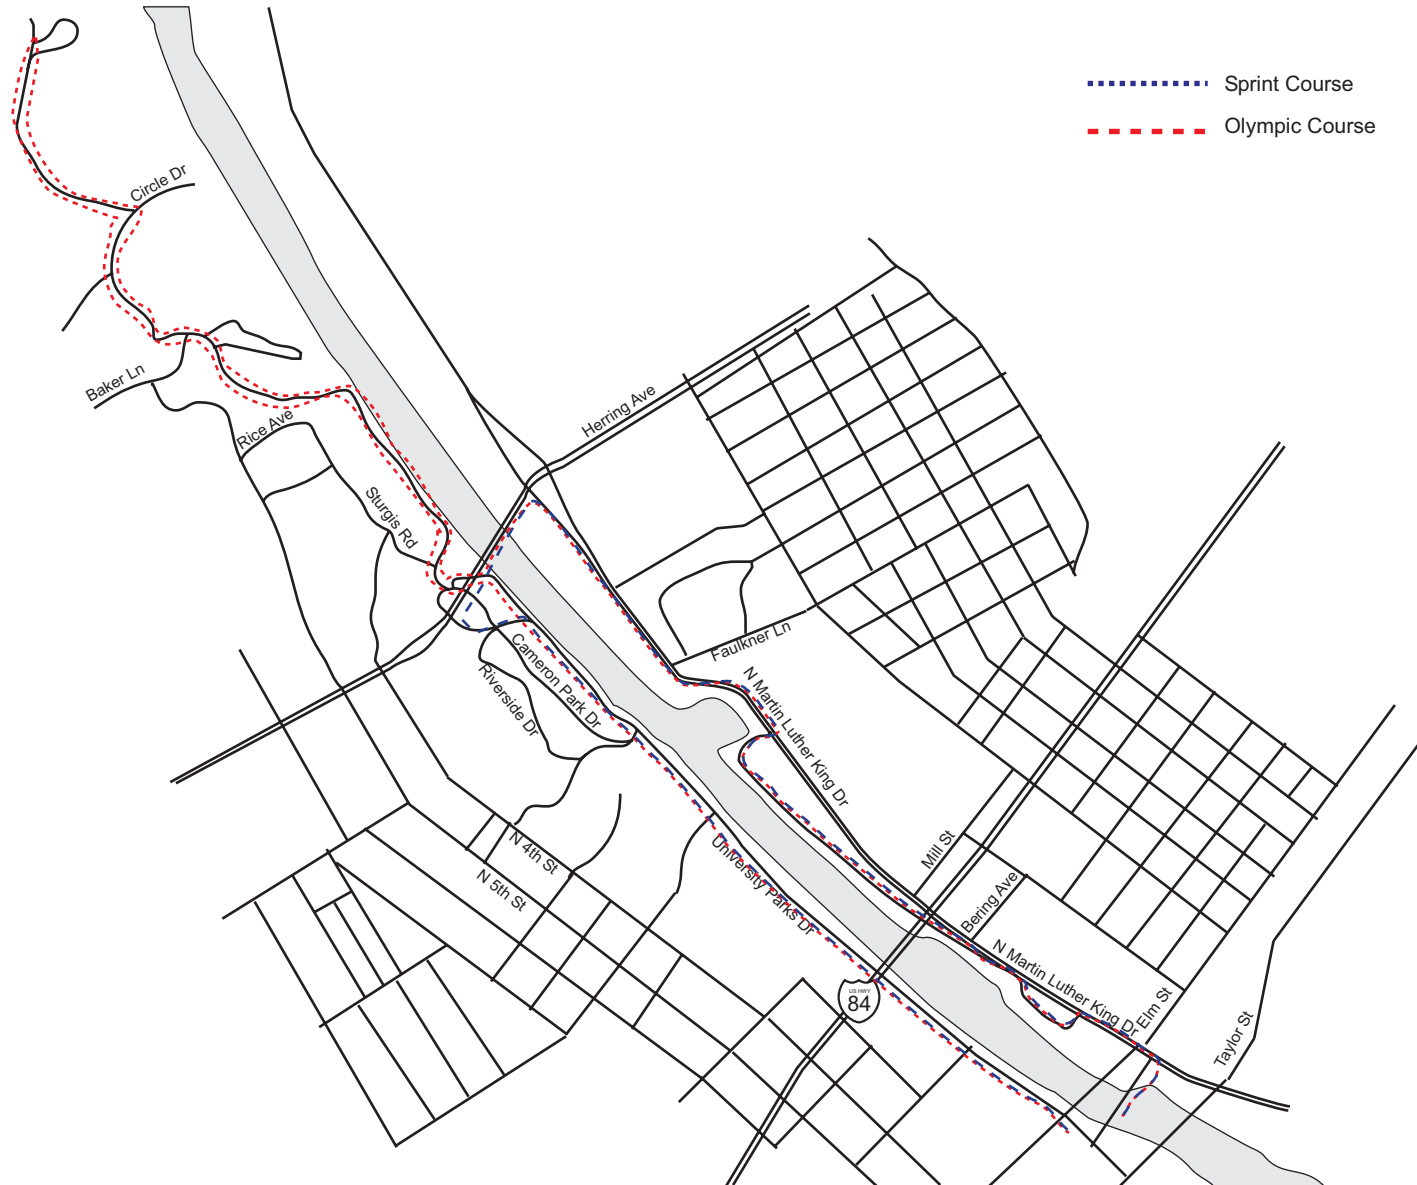 Sprint Course
Olympic Course
Circle Dr
Baker Ln
Rice Ave
Herring Ave
Sturgis Rd
Faulkner Ln
Cameron Park Dr
Riverside Dr
N Martin Luther King Dr
Mill St
N 4th St
N 5th St
University Parks Dr
Bering Ave
N Martin Luther King Dr
US HWY
84
Elm St
Taylor St